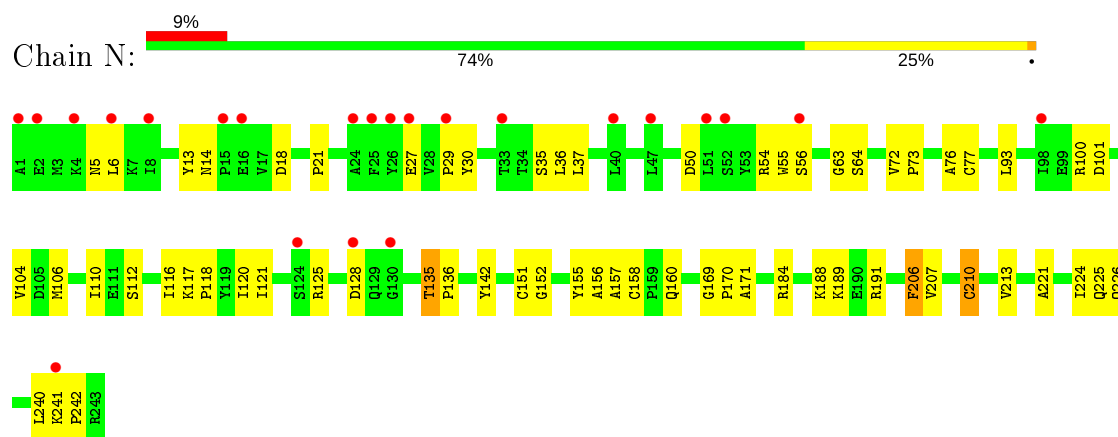 9%
Chain N:
74% 25% •
A1 E2 M3 K4 N5 L6 K7 I8 Y13 N14 P15 E16 V17 D18 P21 A24 F25 Y26 E27 V28 P29 Y30 T33 T34 S35 L36 L37 L40 L47 D50 L51 S52 Y53 R54 W55 S56 G63 S64 V72 P73 A76 C77 L93 I98 E99 R100 D101
V104 D105 M106 I110 E111 S112 I116 K117 P118 Y119 I120 I121 S124 R125 D128 Q129 G130 T135 P136 Y142 C151 G152 Y155 A156 A157 C158 P159 Q160 G169 P170 A171 R184 K188 K189 E190 R191 F206 V207 C210 V213 A221 I224 Q225
L240 K241 P242 R243